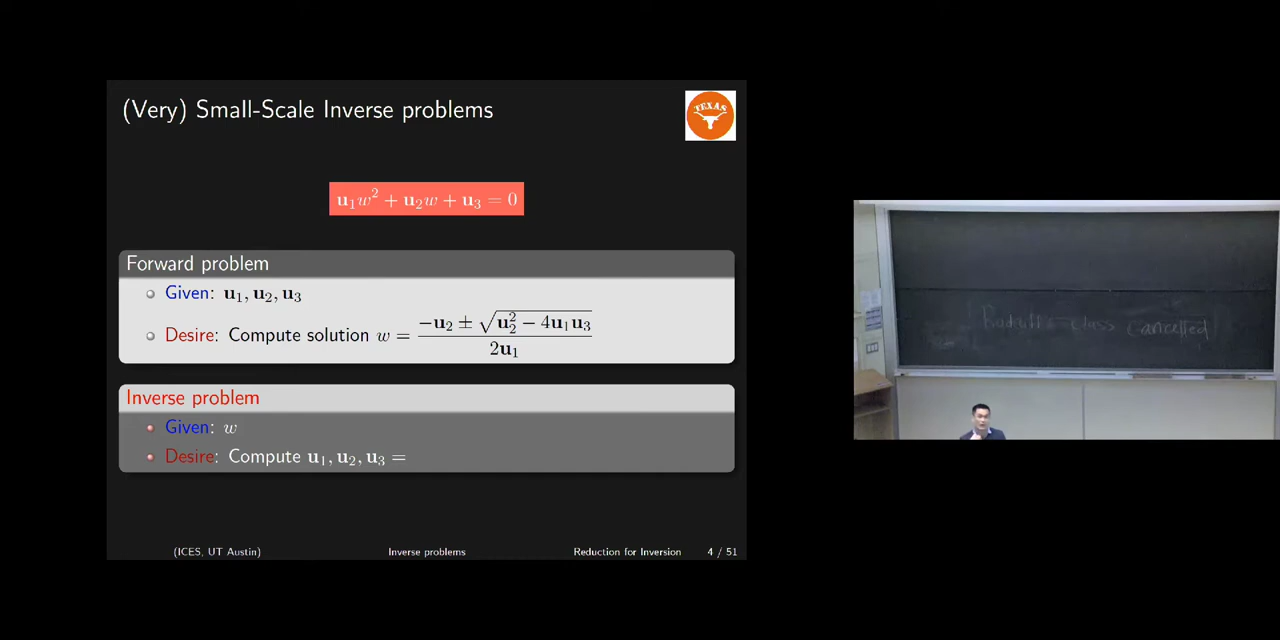 (Very) Small-Scale Inverse problems
TEXAS
u₁w² + u₂w + u₃ = 0
Forward problem
Given: u₁, u₂, u₃
Desire: Compute solution w = (−u₂ ± √(u₂² − 4u₁u₃)) / 2u₁
Inverse problem
Given: w
Desire: Compute u₁, u₂, u₃ =
(ICES, UT Austin) Inverse problems Reduction for Inversion 4 / 51
class cancelled